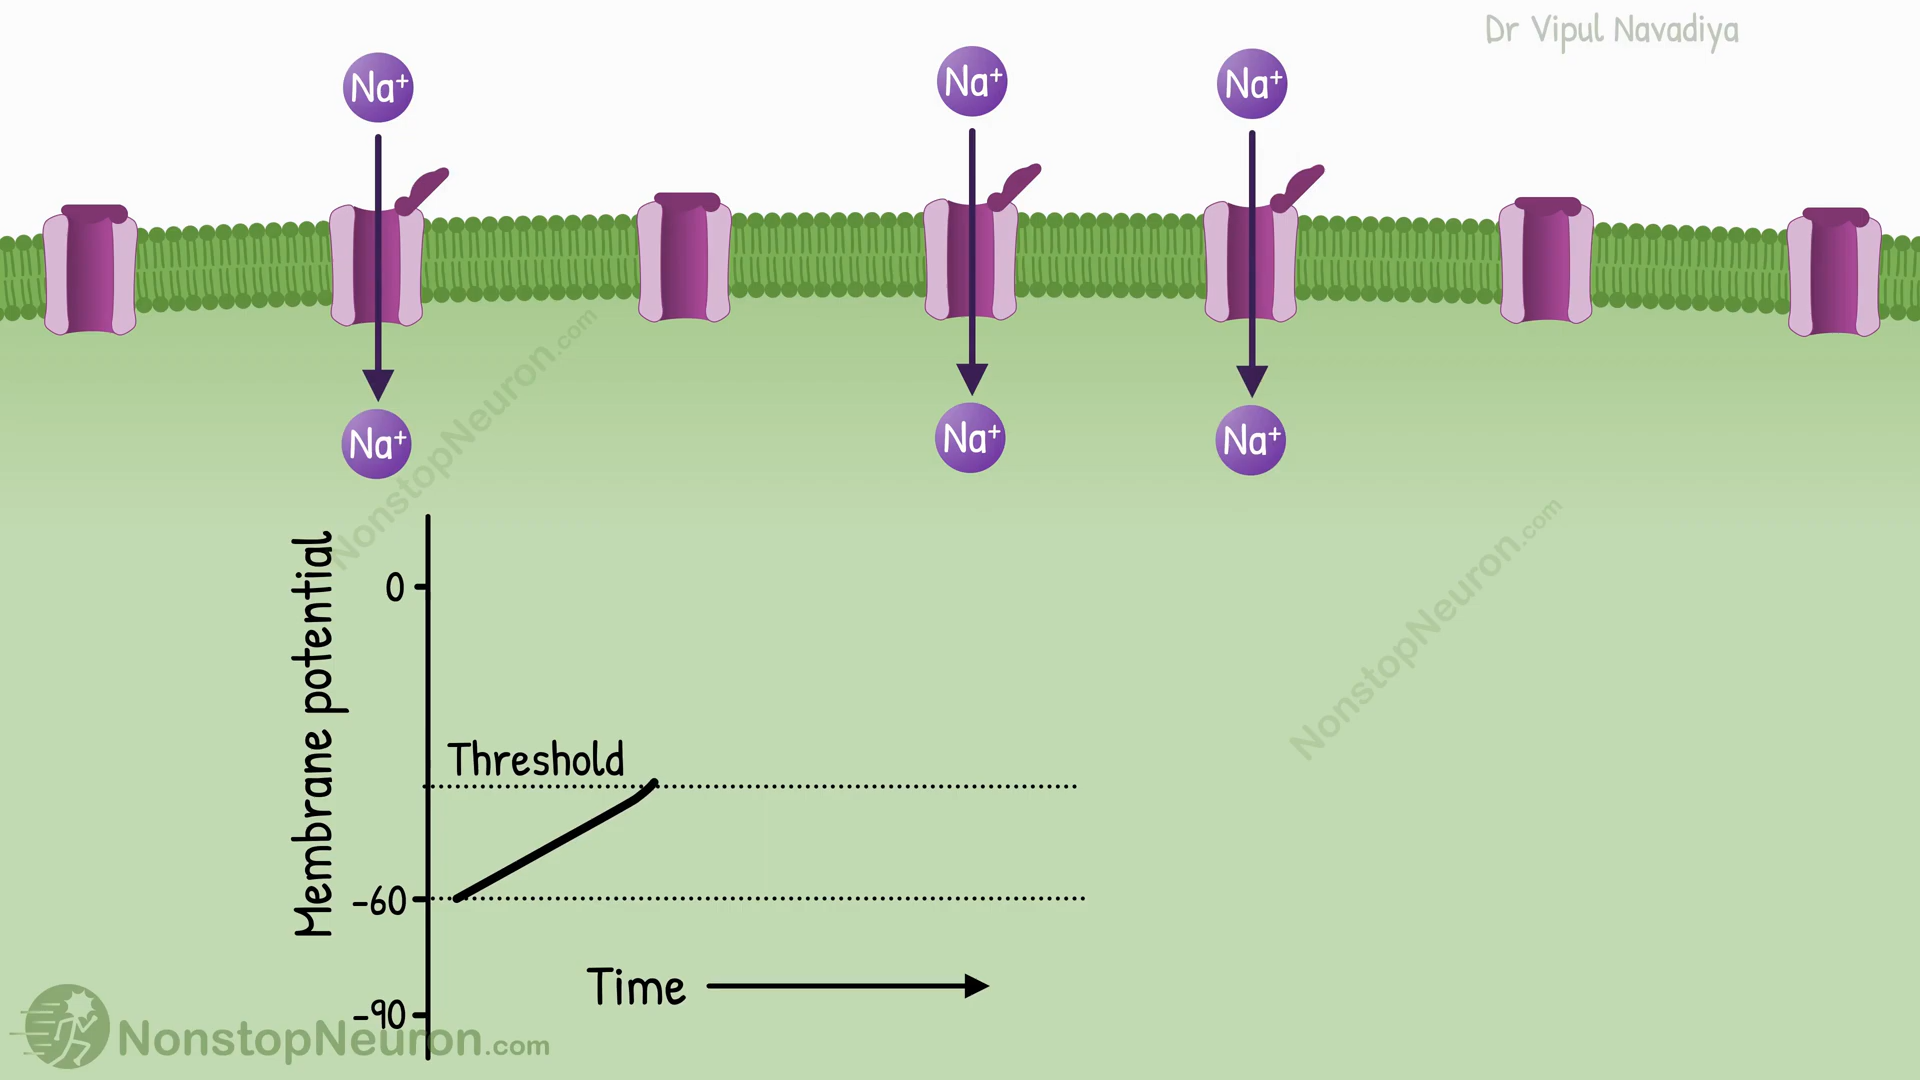 Dr Vipul Navadiya
Na⁺
Na⁺
Na⁺
Na⁺
Na⁺
Na⁺
NonstopNeuron.com
NonstopNeuron.com
Membrane potential
0
Threshold
-60
Time
-90
NonstopNeuron.com